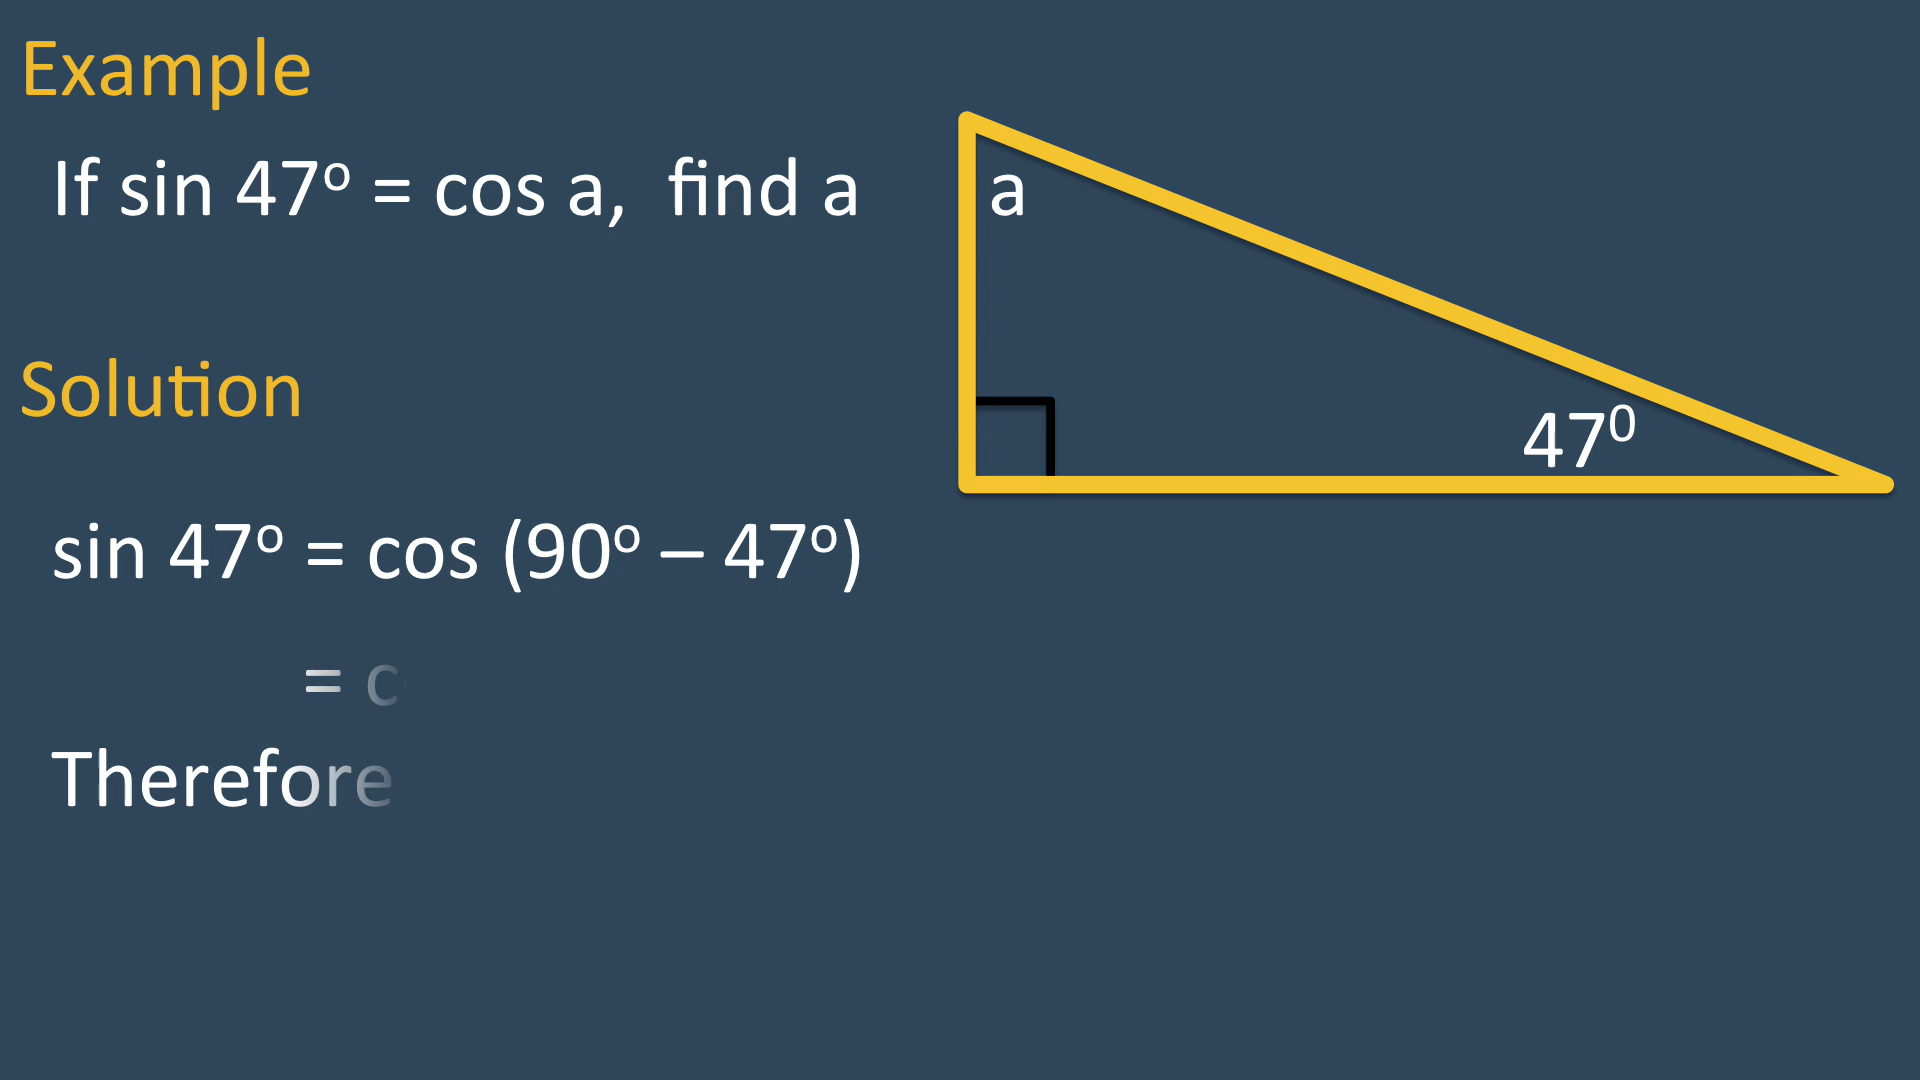 Example
If sin 47º = cos a, find a
a
Solution
47⁰
sin 47º = cos (90º – 47º)
= c
Therefore